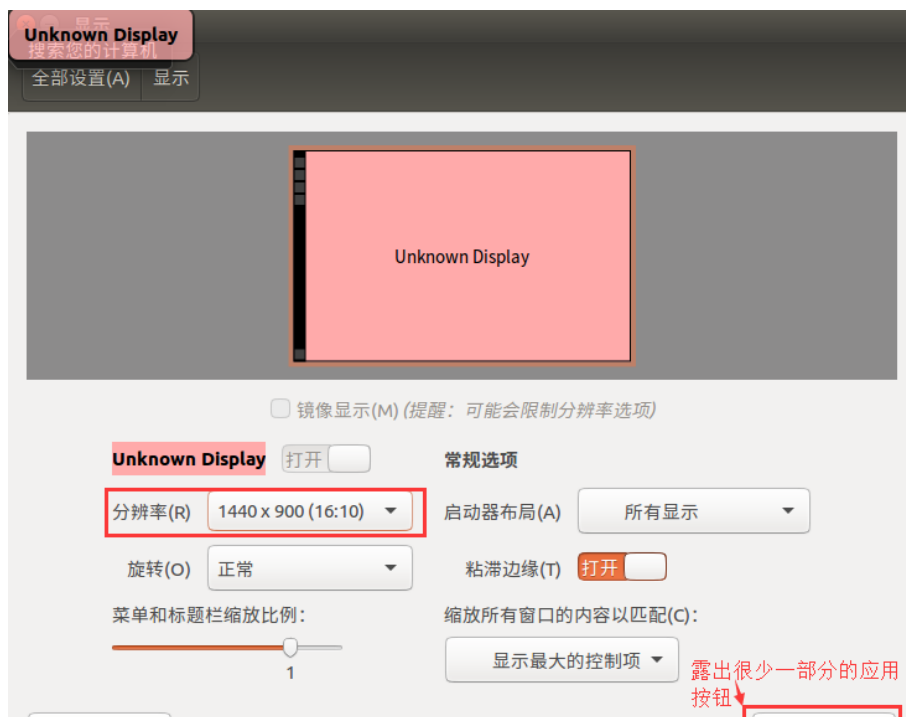 显示
Unknown Display
搜索您的计算机
全部设置(A) 显示
Unknown Display
镜像显示(M) (提醒：可能会限制分辨率选项)
Unknown Display 打开 常规选项
分辨率(R) 1440 x 900 (16:10) 启动器布局(A) 所有显示
旋转(O) 正常 粘滞边缘(T) 打开
菜单和标题栏缩放比例： 缩放所有窗口的内容以匹配(C)：
1 显示最大的控制项
露出很少一部分的应用
按钮